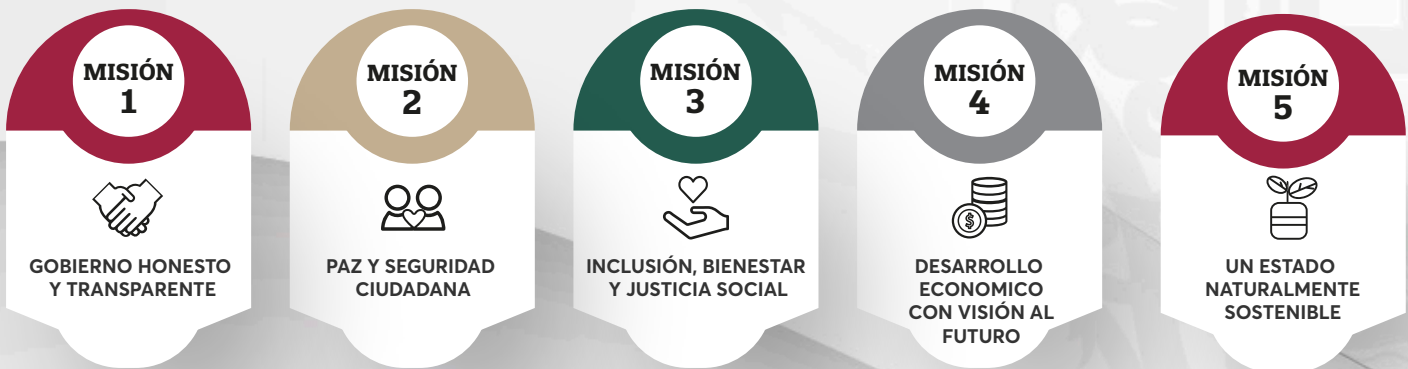 MISIÓN
1
GOBIERNO HONESTO
Y TRANSPARENTE
MISIÓN
2
PAZ Y SEGURIDAD
CIUDADANA
MISIÓN
3
INCLUSIÓN, BIENESTAR
Y JUSTICIA SOCIAL
MISIÓN
4
$
DESARROLLO
ECONOMICO
CON VISIÓN AL
FUTURO
MISIÓN
5
UN ESTADO
NATURALMENTE
SOSTENIBLE